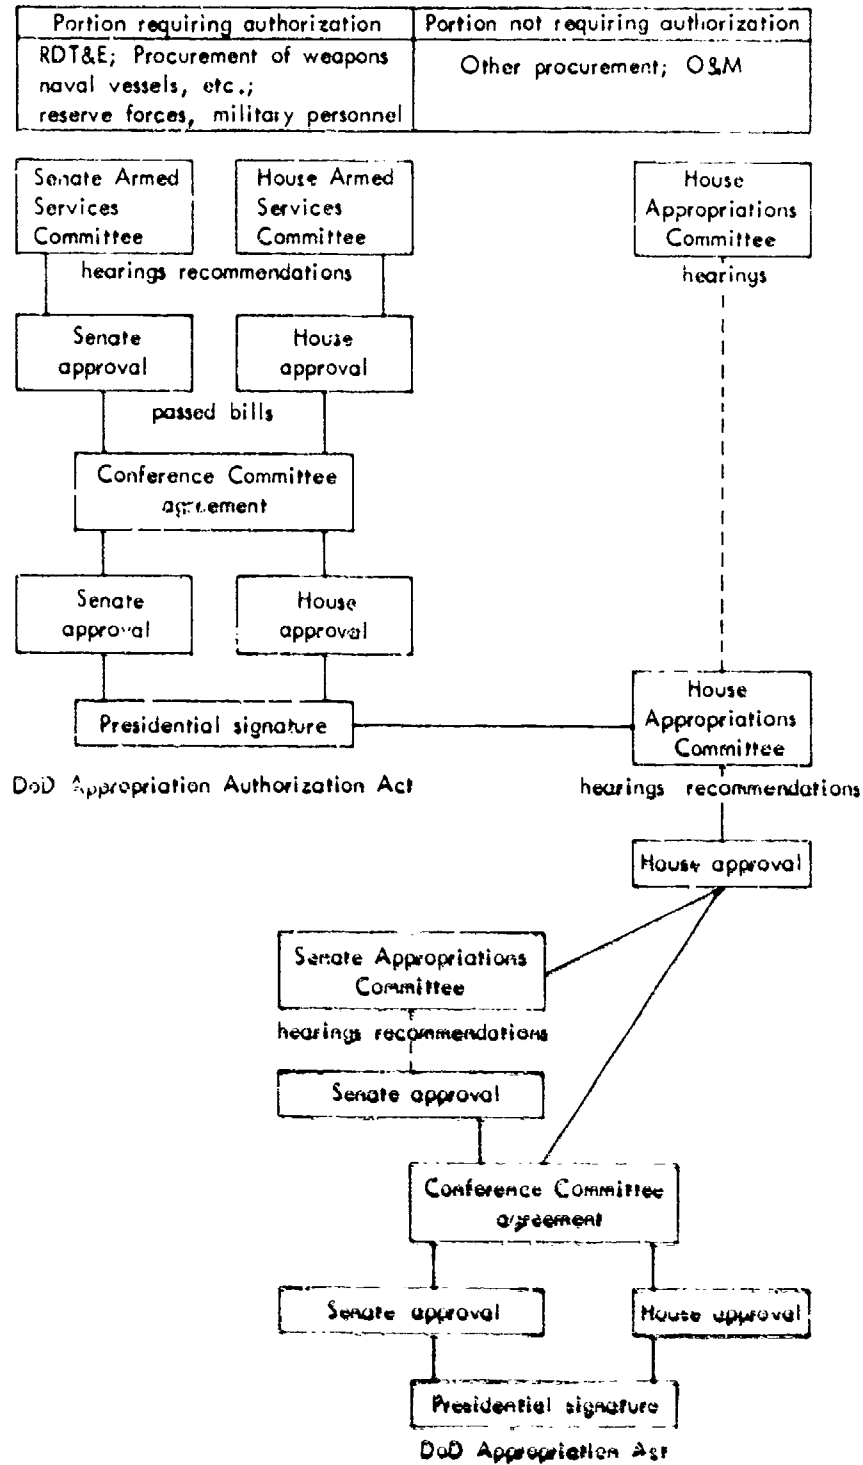 Portion requiring authorization
Portion not requiring authorization
RDT&E; Procurement of weapons
naval vessels, etc.;
reserve forces, military personnel
Other procurement; O&M
Senate Armed
Services
Committee
House Armed
Services
Committee
House
Appropriations
Committee
hearings recommendations
hearings
Senate
approval
House
approval
passed bills
Conference Committee
agreement
Senate
approval
House
approval
Presidential signature
House
Appropriations
Committee
DoD Appropriation Authorization Act
hearings recommendations
House approval
Senate Appropriations
Committee
hearings recommendations
Senate approval
Conference Committee
agreement
Senate approval
House approval
Presidential signature
DoD Appropriation Act